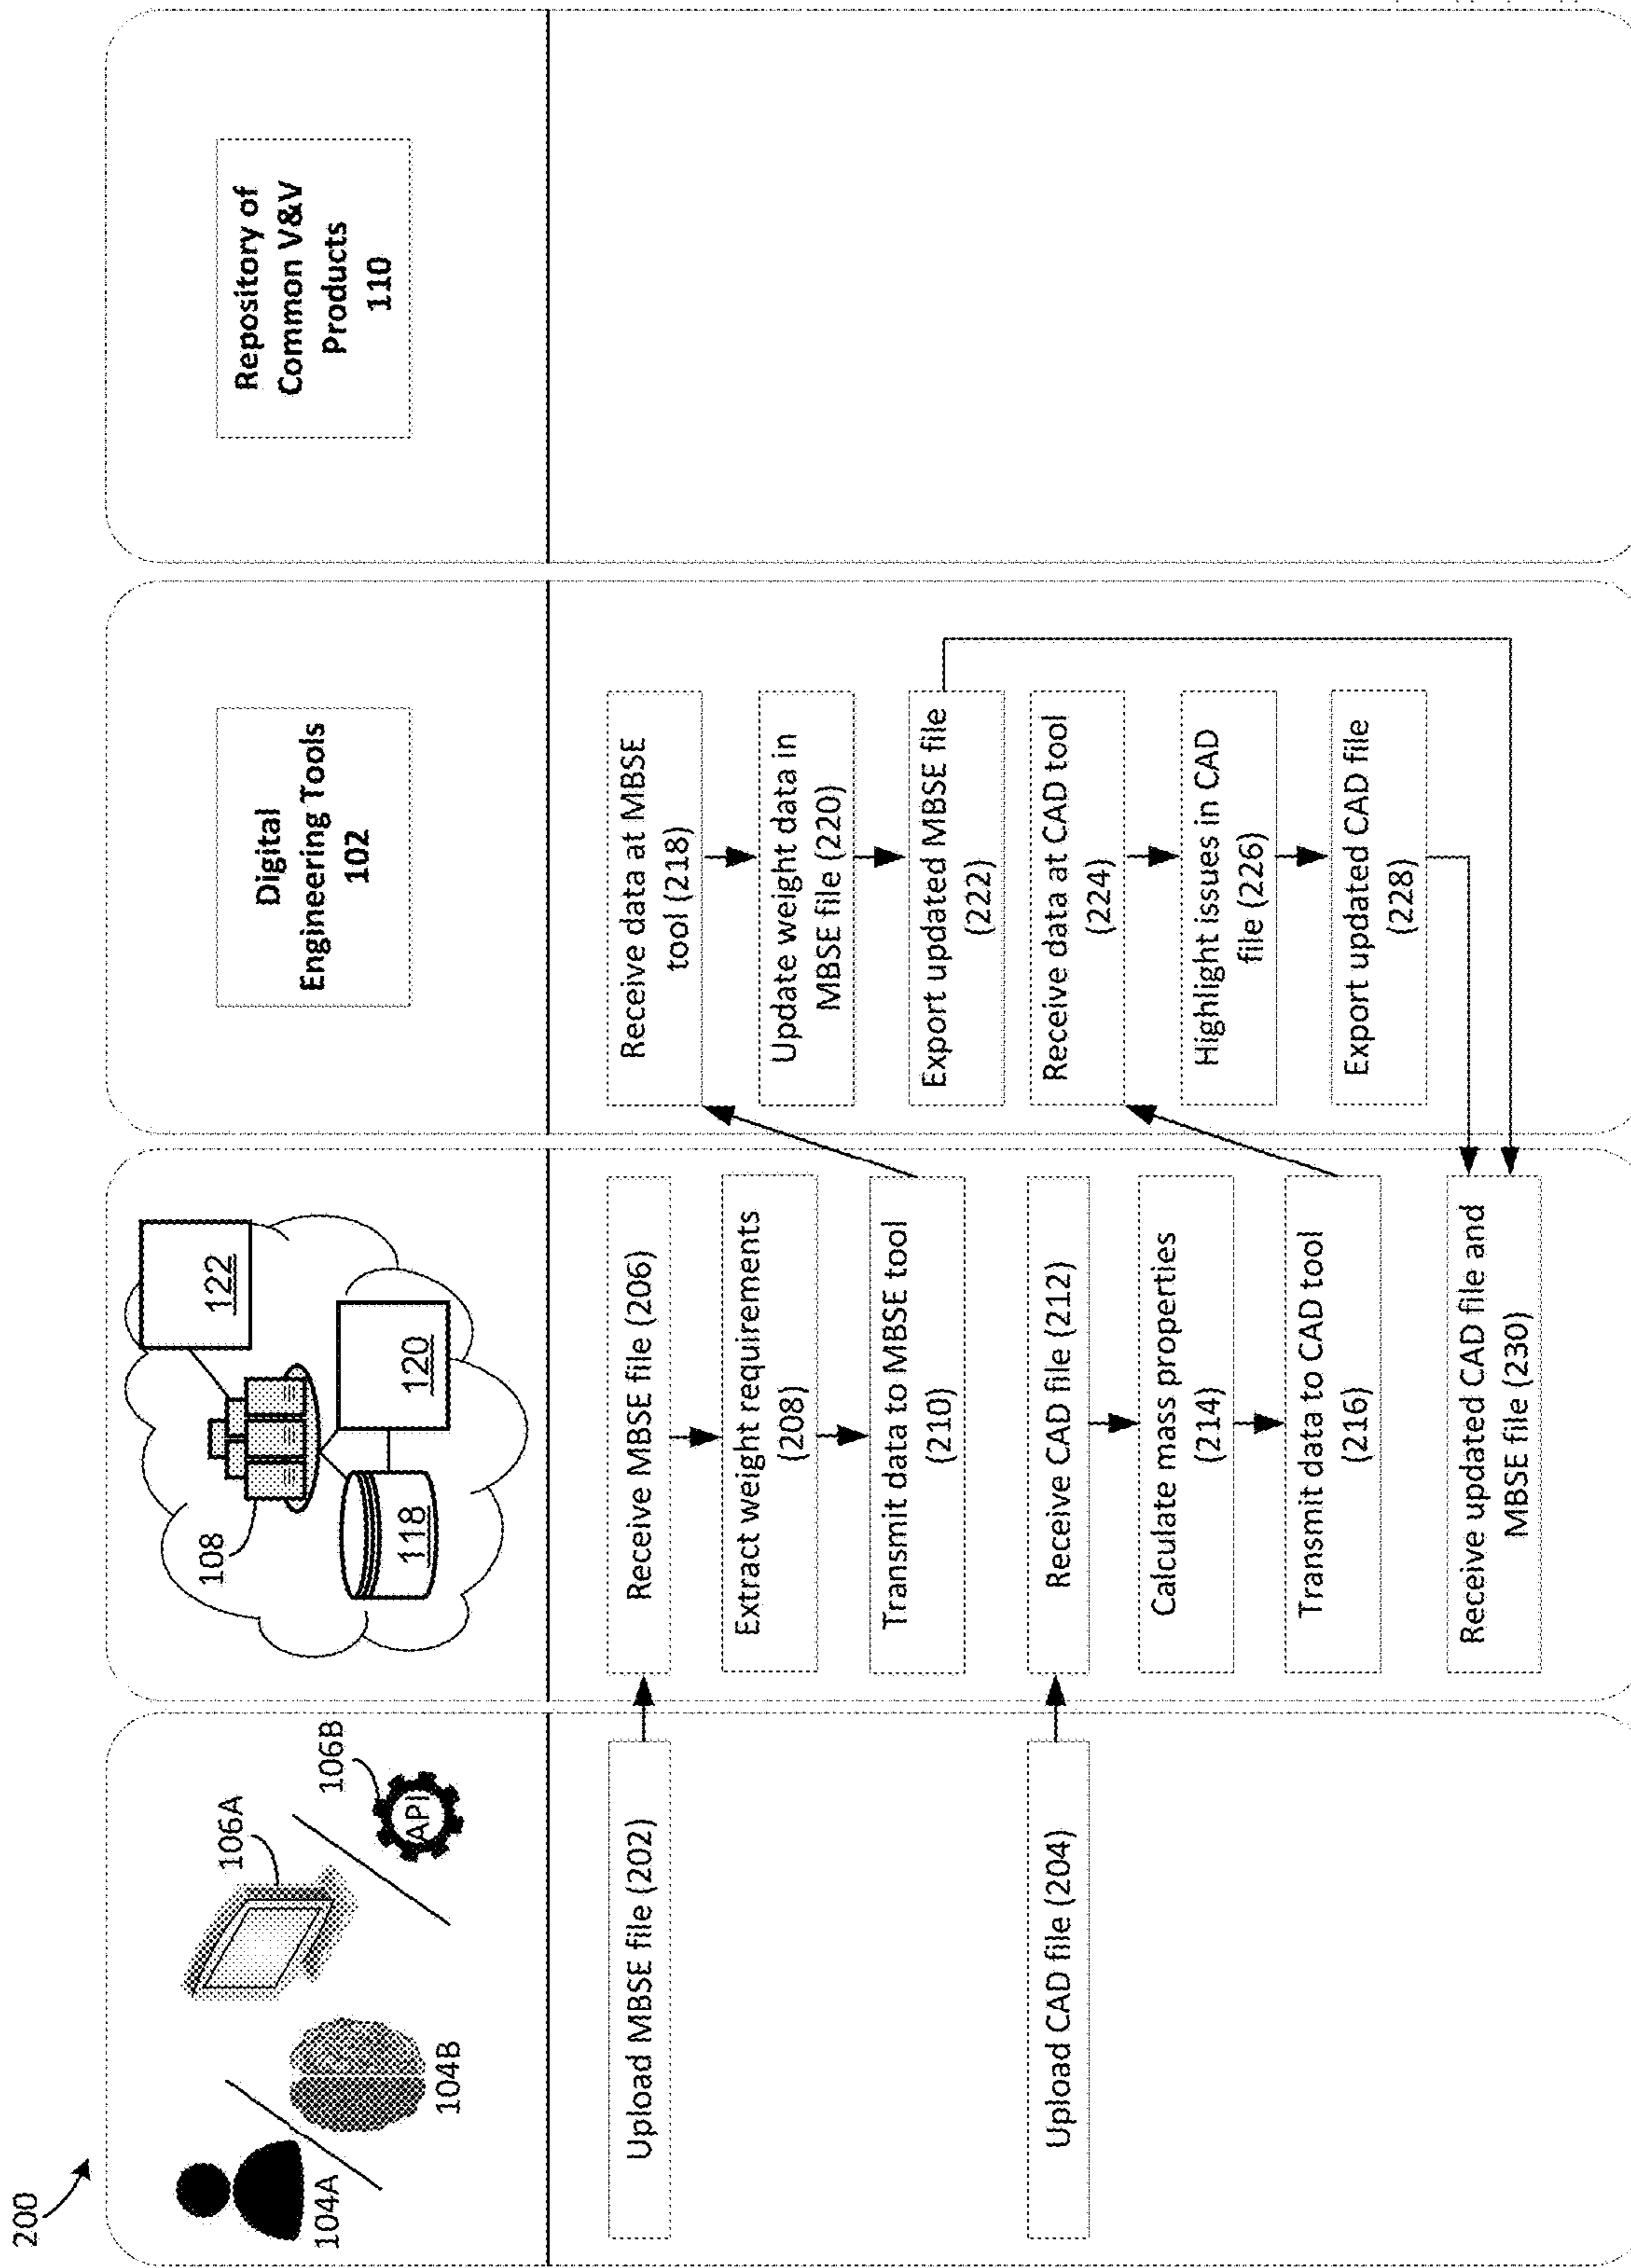 200
104A
104B
106A
106B
API
108
118
120
122
Digital
Engineering Tools
102
Repository of
Common V&V
Products
110
Upload MBSE file (202)
Upload CAD file (204)
Receive MBSE file (206)
Extract weight requirements
(208)
Transmit data to MBSE tool
(210)
Receive CAD file (212)
Calculate mass properties
(214)
Transmit data to CAD tool
(216)
Receive updated CAD file and
MBSE file (230)
Receive data at MBSE
tool (218)
Update weight data in
MBSE file (220)
Export updated MBSE file
(222)
Receive data at CAD tool
(224)
Highlight issues in CAD
file (226)
Export updated CAD file
(228)